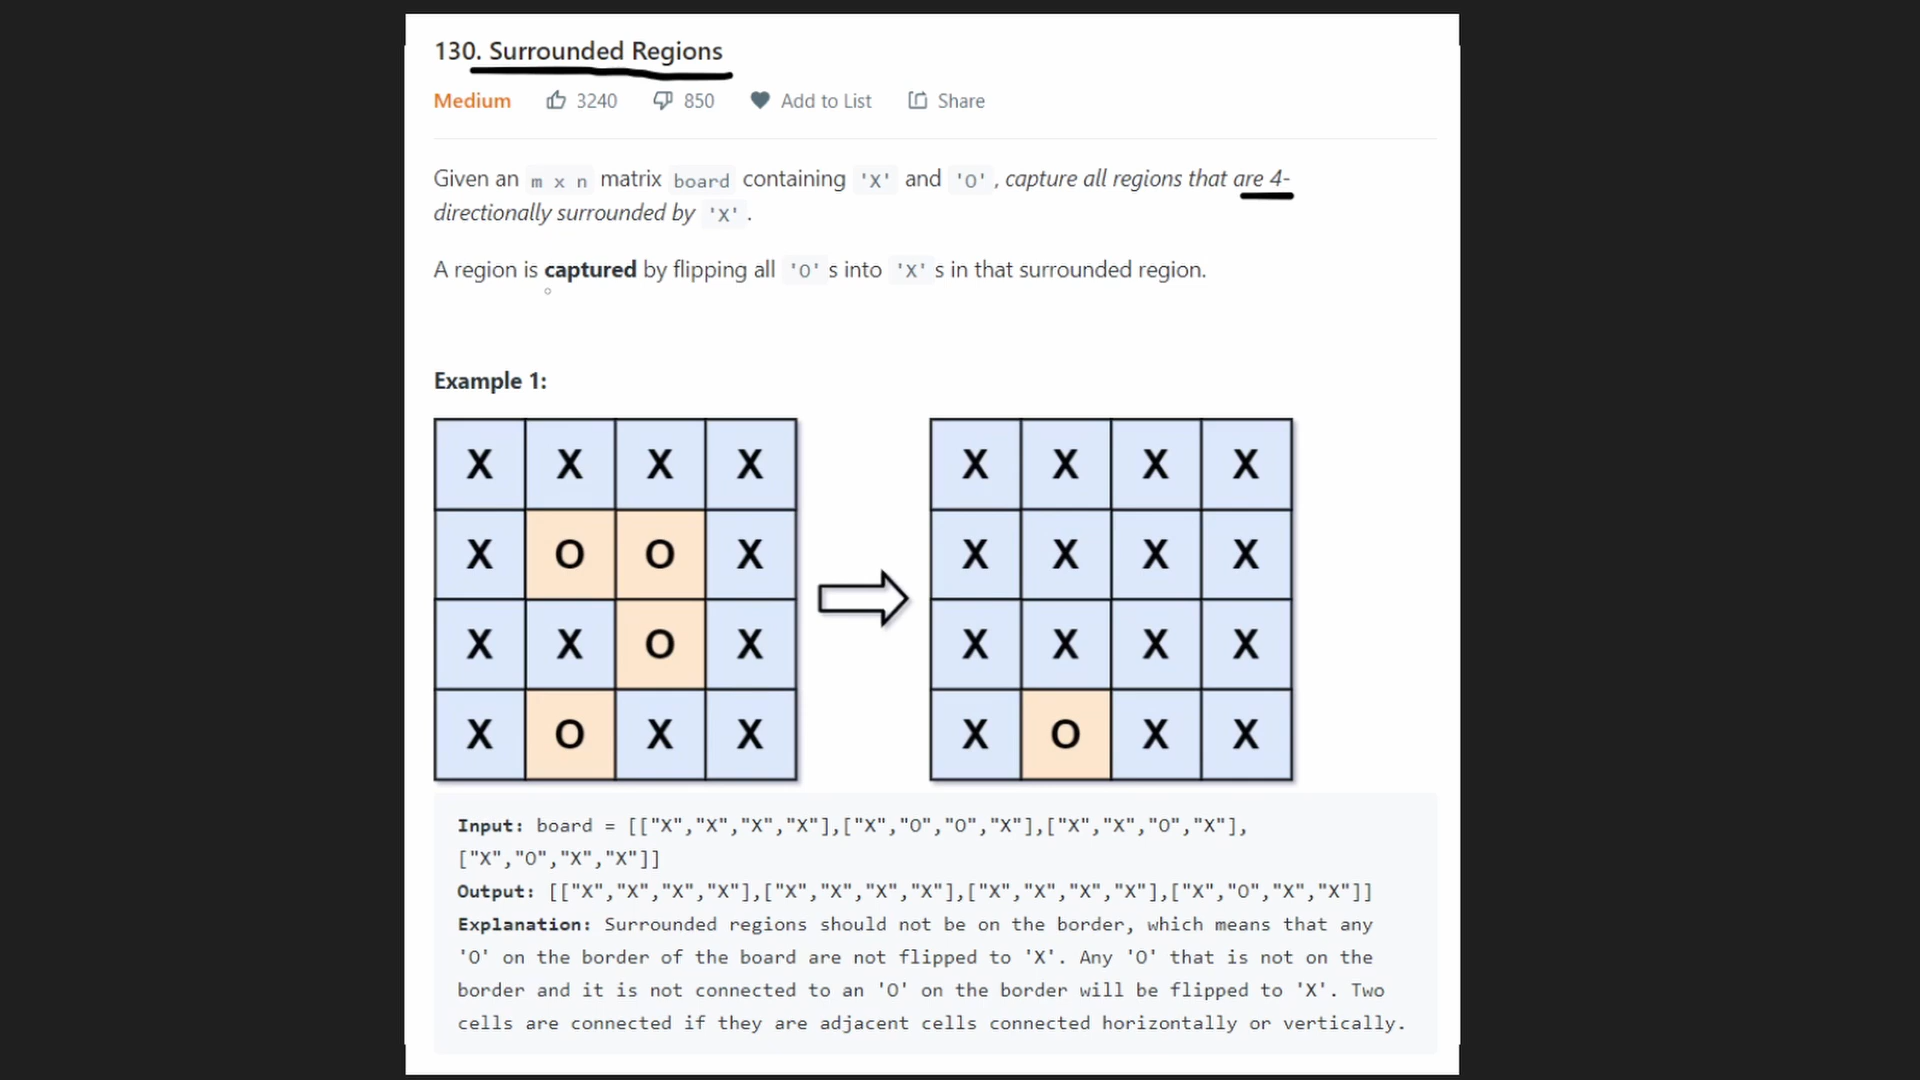 130. Surrounded Regions
Medium 3240 850 Add to List Share
Given an m x n matrix board containing 'X' and 'O', capture all regions that are 4-
directionally surrounded by 'X'.
A region is captured by flipping all 'O's into 'X's in that surrounded region.
Example 1:
X X X X X X X X
X O O X X X X X
X X O X X X X X
X O X X X O X X
Input: board = [["X","X","X","X"],["X","O","O","X"],["X","X","O","X"],
["X","O","X","X"]]
Output: [["X","X","X","X"],["X","X","X","X"],["X","X","X","X"],["X","O","X","X"]]
Explanation: Surrounded regions should not be on the border, which means that any
'O' on the border of the board are not flipped to 'X'. Any 'O' that is not on the
border and it is not connected to an 'O' on the border will be flipped to 'X'. Two
cells are connected if they are adjacent cells connected horizontally or vertically.